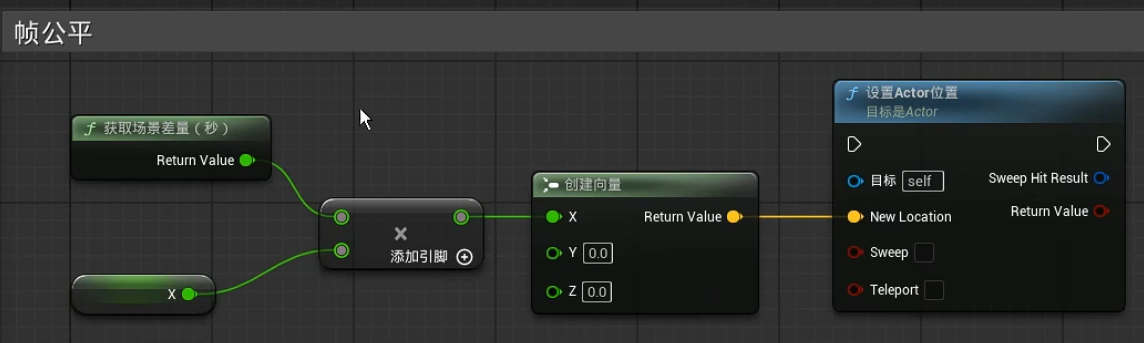 帧公平
获取场景差量（秒）
Return Value
X
添加引脚
创建向量
X
Return Value
Y 0.0
Z 0.0
设置Actor位置
目标是Actor
目标 self
Sweep Hit Result
New Location
Return Value
Sweep
Teleport